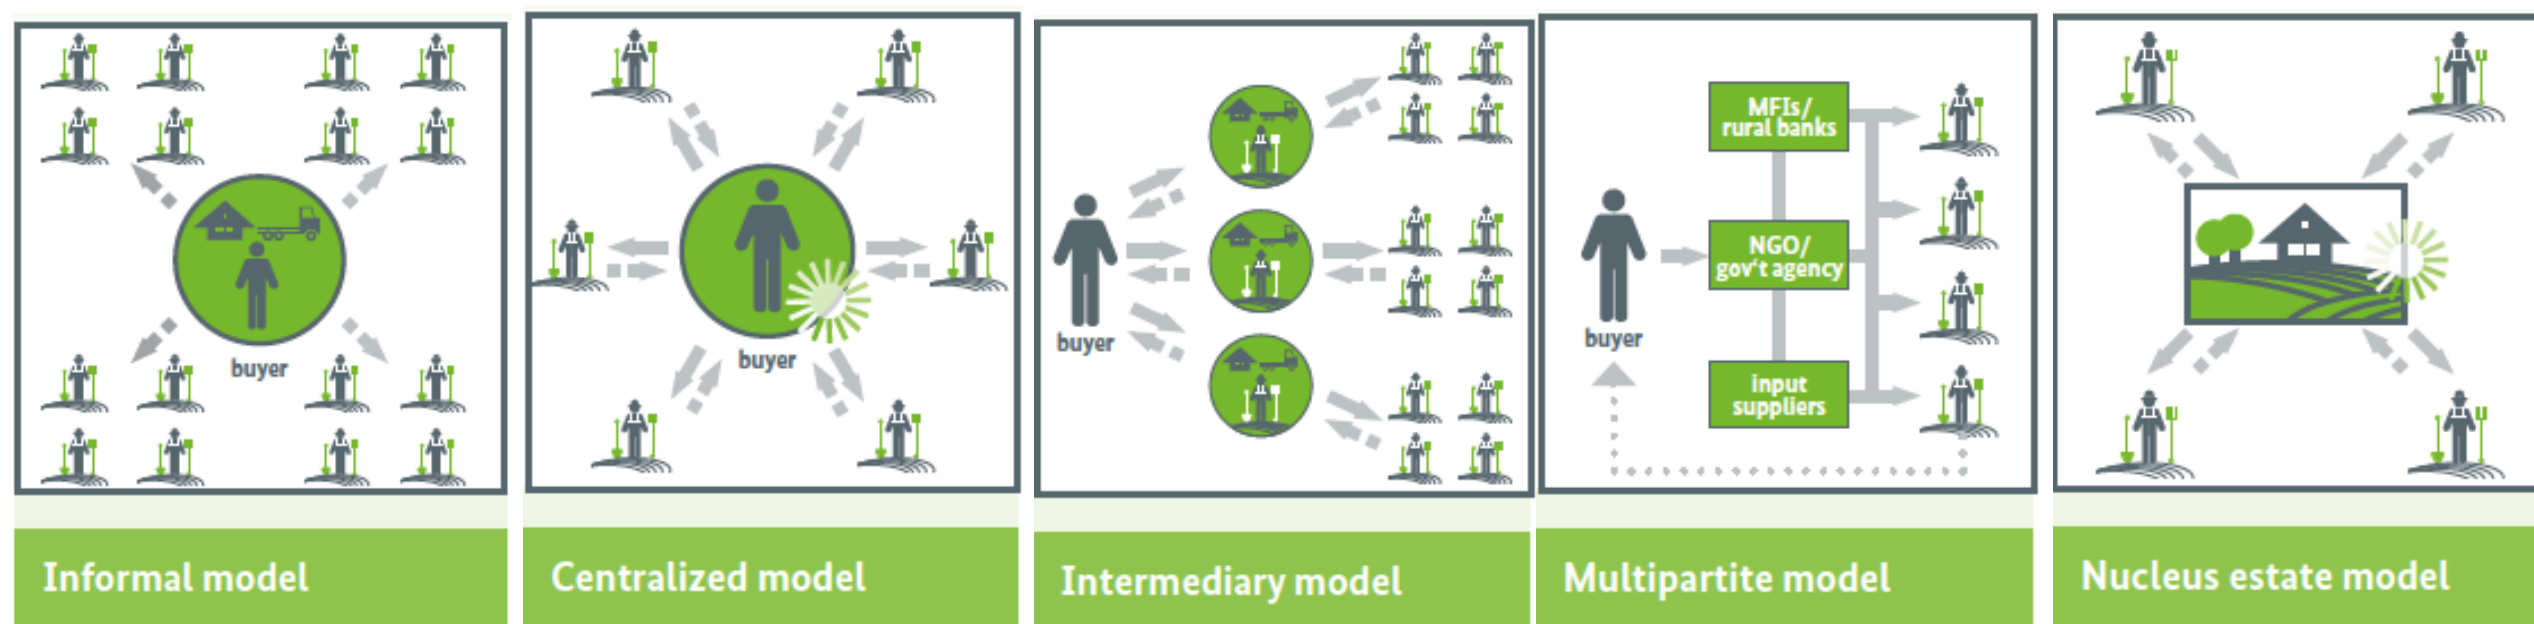 buyer
Informal model
buyer
Centralized model
buyer
Intermediary model
MFIs/
rural banks
NGO/
gov't agency
input
suppliers
buyer
Multipartite model
Nucleus estate model